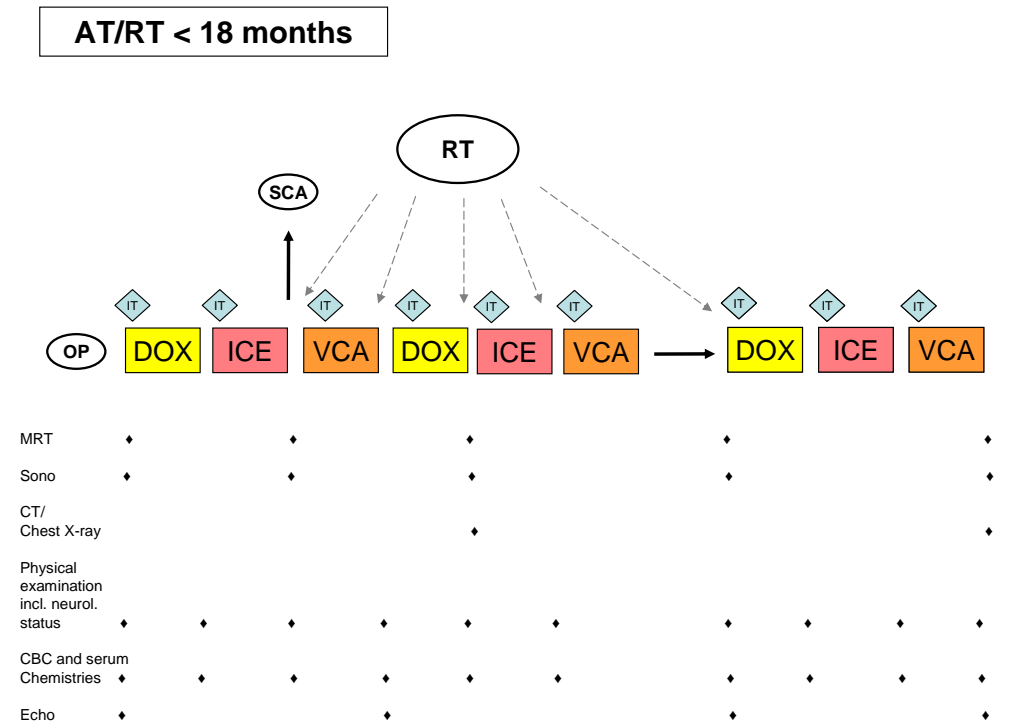 AT/RT < 18 months
RT
SCA
IT IT IT IT IT IT IT IT IT
OP DOX ICE VCA DOX ICE VCA DOX ICE VCA
MRT
Sono
CT/
Chest X-ray
Physical
examination
incl. neurol.
status
CBC and serum
Chemistries
Echo